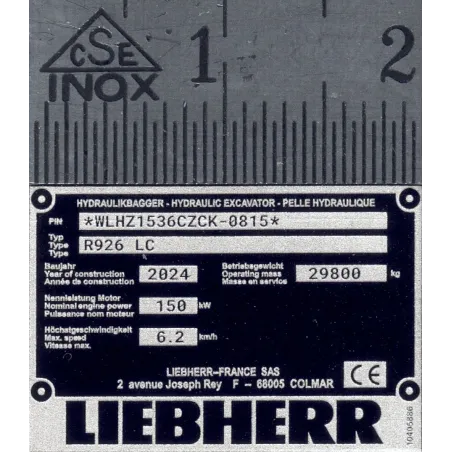 CSE
INOX
1 2
HYDRAULIKBAGGER - HYDRAULIC EXCAVATOR - PELLE HYDRAULIQUE
PIN *WLHZ1536CZCK-0815*
Typ
Type R926 LC
Type
Baujahr
Year of construction 2024
Année de construction
Betriebsgewicht
Operating mass 29800 kg
Masse en service
Nennleistung Motor
Nominal engine power 150 kW
Puissance nom moteur
Höchstgeschwindigkeit
Max. speed 6.2 km/h
Vitesse max.
LIEBHERR-FRANCE SAS
2 avenue Joseph Rey F - 68005 COLMAR
CE
LIEBHERR
10495886